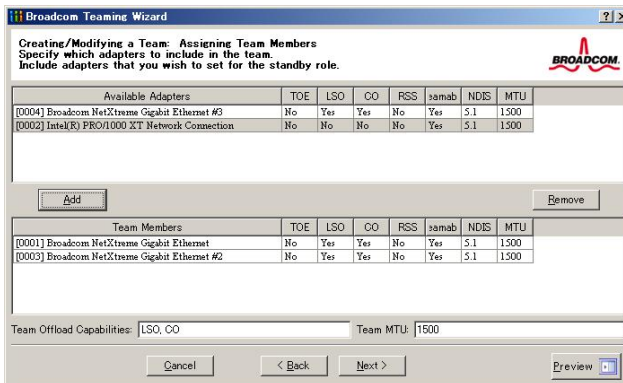 Broadcom Teaming Wizard
Creating/Modifying a Team: Assigning Team Members
Specify which adapters to include in the team.
Include adapters that you wish to set for the standby role.
BROADCOM.
Available Adapters TOE LSO CO RSS samab NDIS MTU
[0004] Broadcom NetXtreme Gigabit Ethernet #3 No Yes Yes No Yes 5.1 1500
[0002] Intel(R) PRO/1000 XT Network Connection No No No No Yes 5.1 1500
Add Remove
Team Members TOE LSO CO RSS samab NDIS MTU
[0001] Broadcom NetXtreme Gigabit Ethernet No Yes Yes No Yes 5.1 1500
[0003] Broadcom NetXtreme Gigabit Ethernet #2 No Yes Yes No Yes 5.1 1500
Team Offload Capabilities: LSO, CO Team MTU: 1500
Cancel < Back Next > Preview